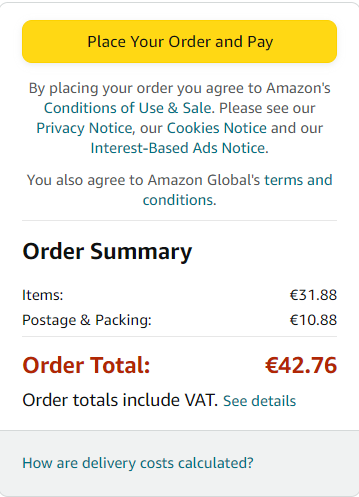 Place Your Order and Pay
By placing your order you agree to Amazon's
Conditions of Use & Sale. Please see our
Privacy Notice, our Cookies Notice and our
Interest-Based Ads Notice.
You also agree to Amazon Global's terms and
conditions.
Order Summary
Items: €31.88
Postage & Packing: €10.88
Order Total: €42.76
Order totals include VAT. See details
How are delivery costs calculated?